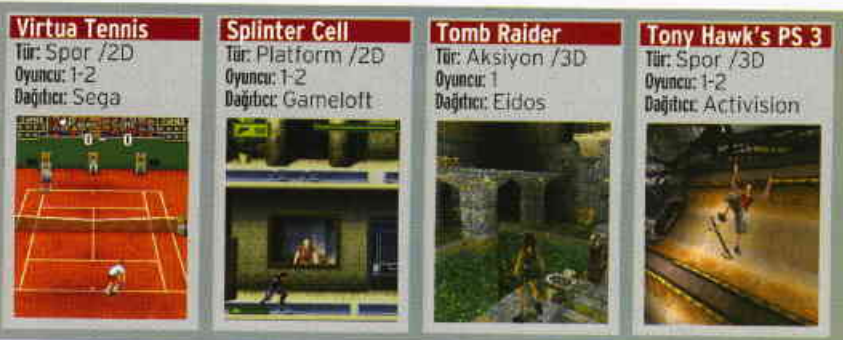 Virtua Tennis
Tür: Spor /2D
Oyuncu: 1-2
Dağıtıcı: Sega
0 - 0
Splinter Cell
Tür: Platform /2D
Oyuncu: 1-2
Dağıtıcı: Gameloft
Tomb Raider
Tür: Aksiyon /3D
Oyuncu: 1
Dağıtıcı: Eidos
Tony Hawk's PS 3
Tür: Spor /3D
Oyuncu: 1-2
Dağıtıcı: Activision